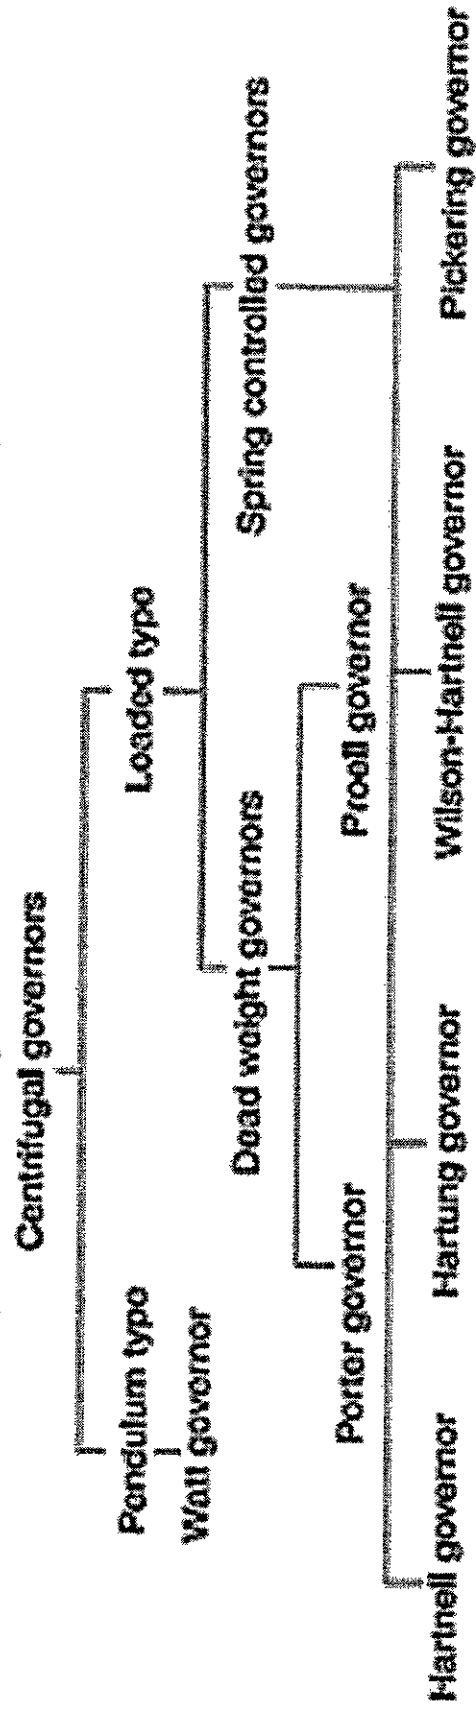 Centrifugal governors
Pendulum type
Loaded type
Watt governor
Dead weight governors
Spring controlled governors
Porter governor
Proell governor
Hartnell governor
Hartung governor
Wilson-Hartnell governor
Pickering governor